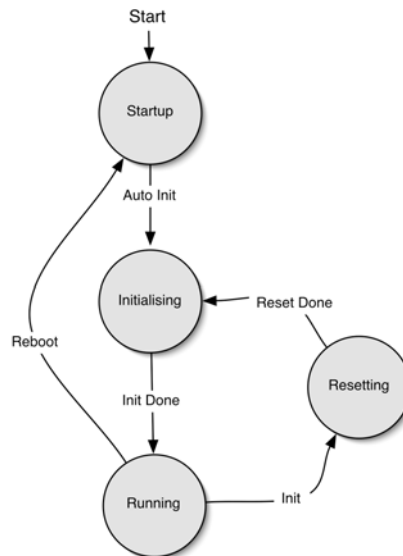 Start
Startup
Auto Init
Initialising
Reset Done
Reboot
Resetting
Init Done
Running
Init